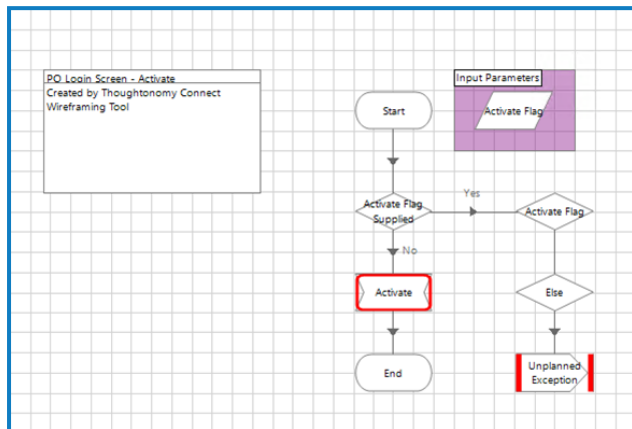 PO Login Screen - Activate
Created by Thoughtonomy Connect
Wireframing Tool
Input Parameters
Activate Flag
Start
Activate Flag
Supplied
Yes
Activate Flag
No
Activate
Else
End
Unplanned
Exception